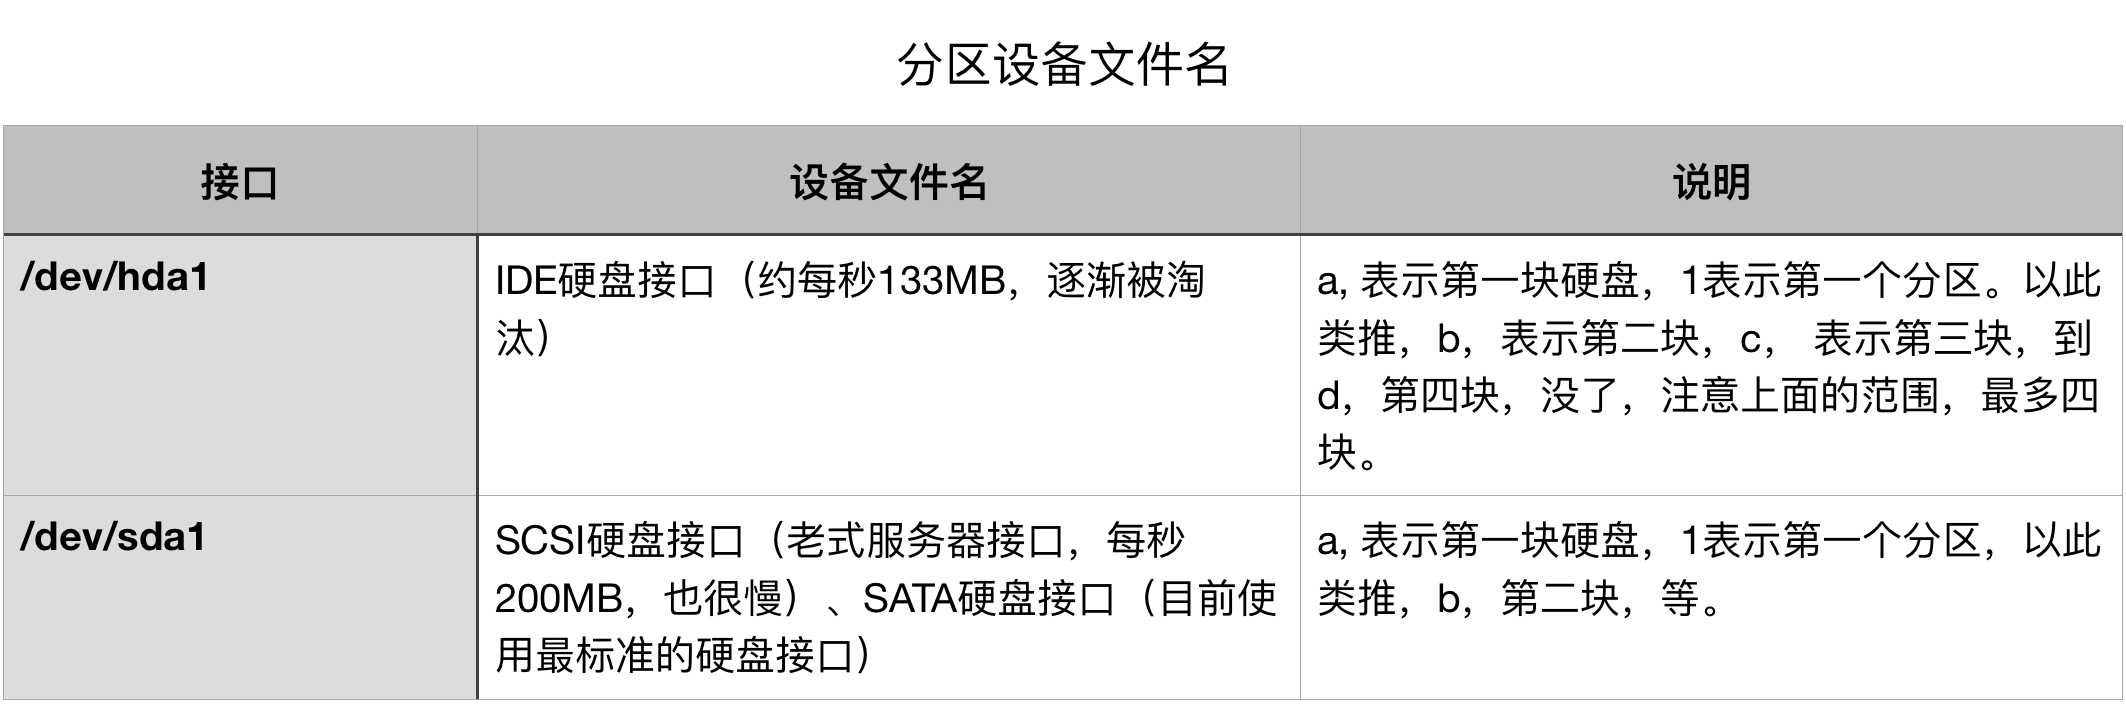 分区设备文件名
接口
设备文件名
说明
/dev/hda1
IDE硬盘接口（约每秒133MB，逐渐被淘
汰）
a, 表示第一块硬盘，1表示第一个分区。以此
类推，b，表示第二块，c， 表示第三块，到
d，第四块，没了，注意上面的范围，最多四
块。
/dev/sda1
SCSI硬盘接口（老式服务器接口，每秒
200MB，也很慢）、SATA硬盘接口（目前使
用最标准的硬盘接口）
a, 表示第一块硬盘，1表示第一个分区，以此
类推，b，第二块，等。